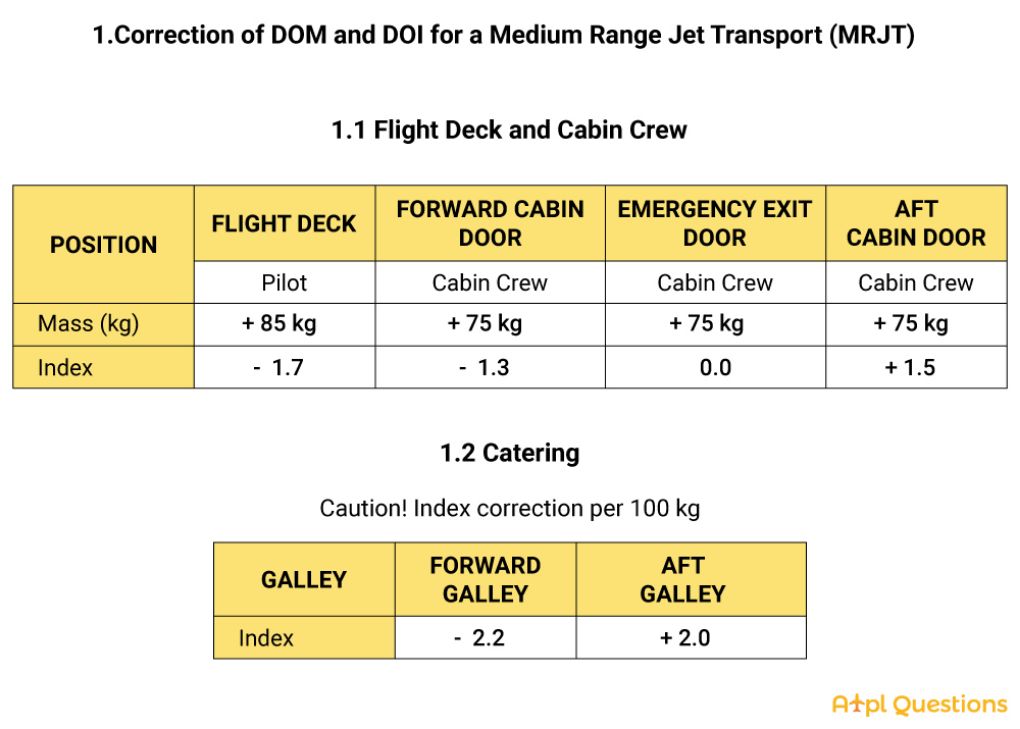 1.Correction of DOM and DOI for a Medium Range Jet Transport (MRJT)
1.1 Flight Deck and Cabin Crew
POSITION
FLIGHT DECK
FORWARD CABIN
DOOR
EMERGENCY EXIT
DOOR
AFT
CABIN DOOR
Pilot
Cabin Crew
Cabin Crew
Cabin Crew
Mass (kg)
+ 85 kg
+ 75 kg
+ 75 kg
+ 75 kg
Index
- 1.7
- 1.3
0.0
+ 1.5
1.2 Catering
Caution! Index correction per 100 kg
GALLEY
FORWARD
GALLEY
AFT
GALLEY
Index
- 2.2
+ 2.0
Atpl Questions